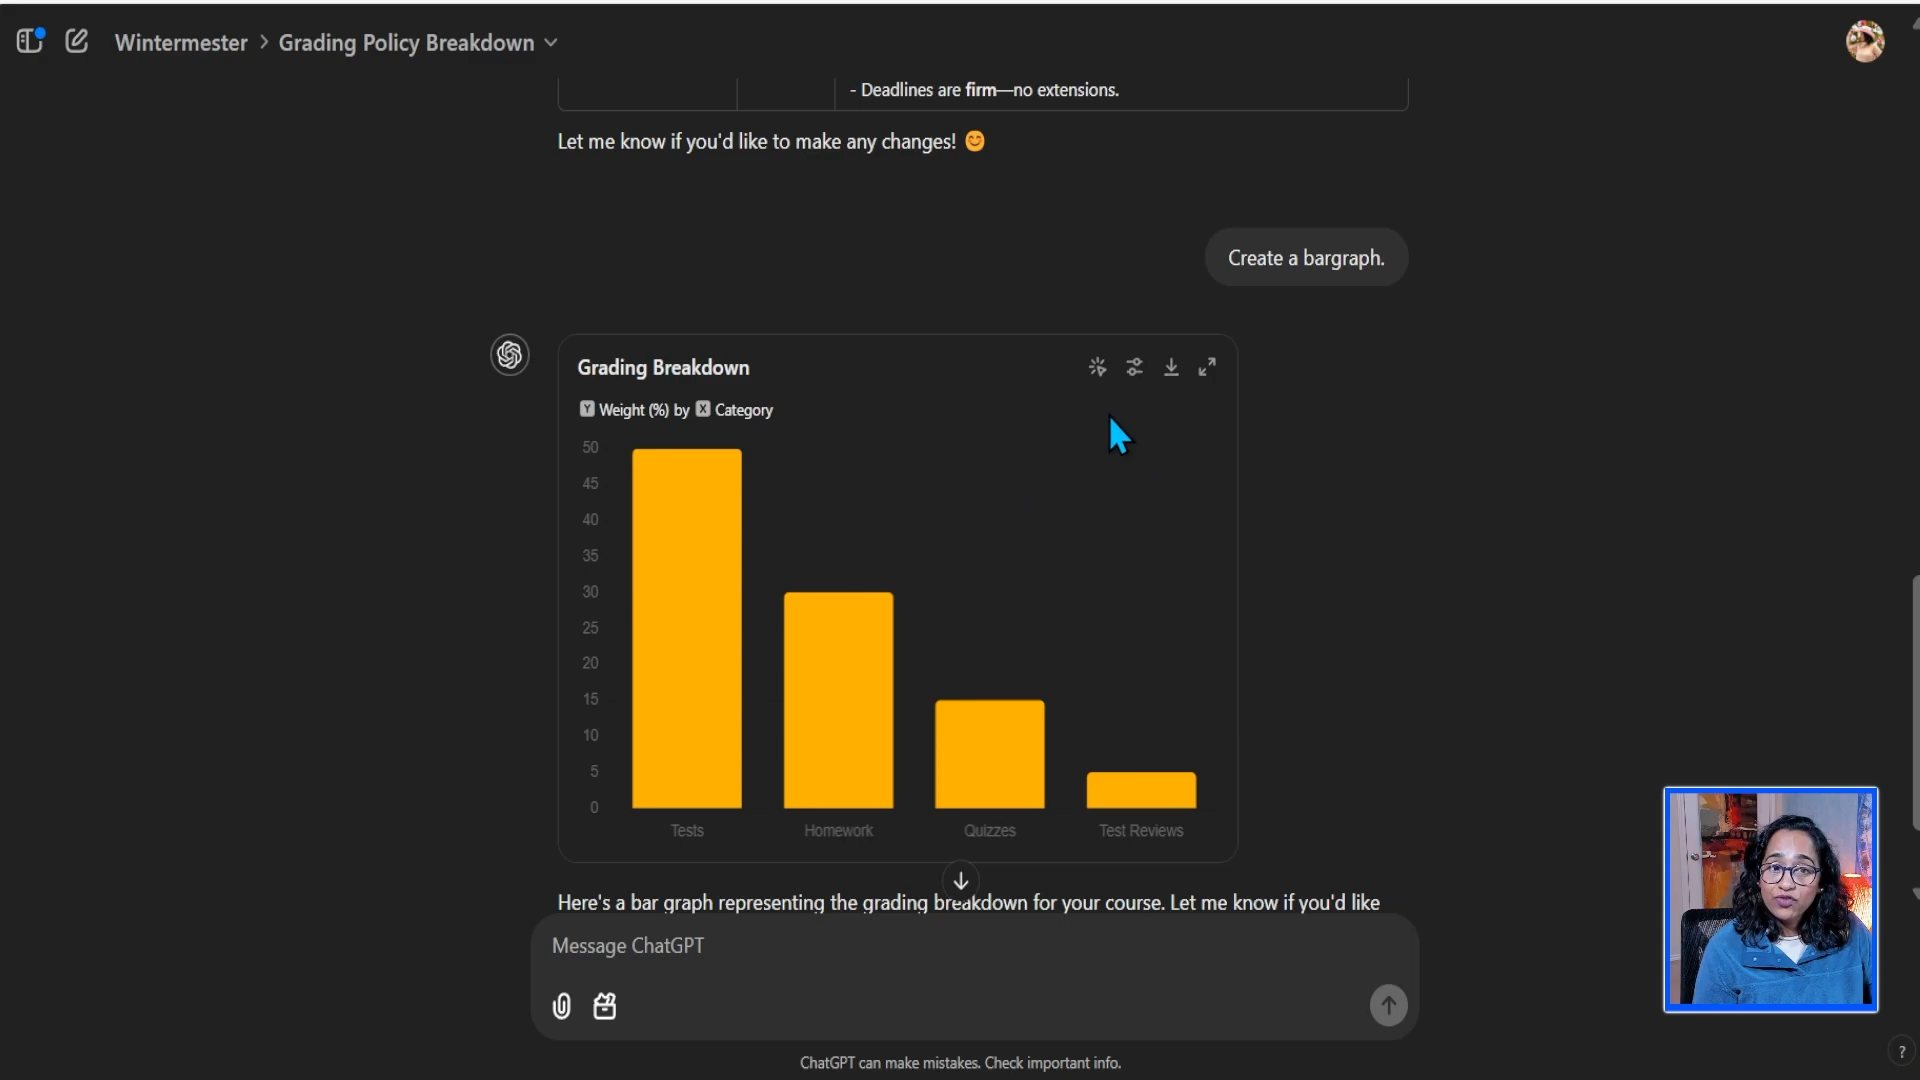 Wintermester > Grading Policy Breakdown
- Deadlines are firm—no extensions.
Let me know if you'd like to make any changes! 😊
Create a bargraph.
Grading Breakdown
Y Weight (%) by X Category
50
45
40
35
30
25
20
15
10
5
0
Tests Homework Quizzes Test Reviews
Here's a bar graph representing the grading breakdown for your course. Let me know if you'd like
Message ChatGPT
ChatGPT can make mistakes. Check important info.
?